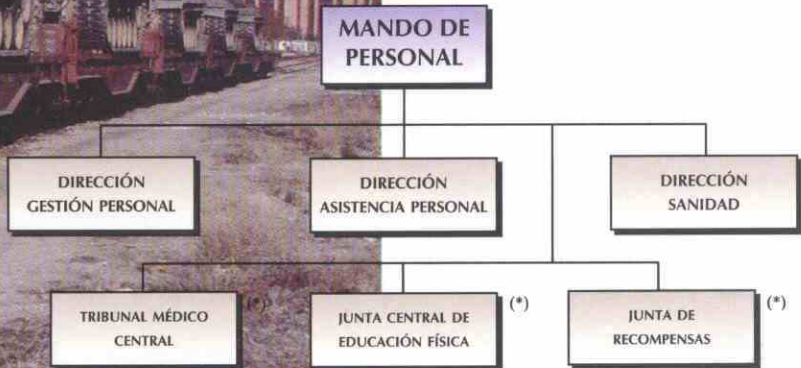 MANDO DE
PERSONAL
DIRECCIÓN
GESTIÓN PERSONAL
DIRECCIÓN
ASISTENCIA PERSONAL
DIRECCIÓN
SANIDAD
TRIBUNAL MÉDICO
CENTRAL
(*)
JUNTA CENTRAL DE
EDUCACIÓN FÍSICA
(*)
JUNTA DE
RECOMPENSAS
(*)